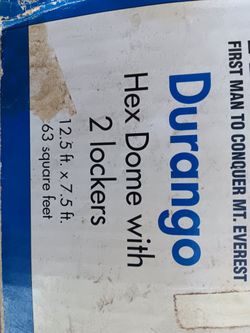 FIRST MAN TO CONQUER MT. EVEREST
Durango
Hex Dome with
2 lockers
12.5 ft. x 7.5 ft.
63 square feet